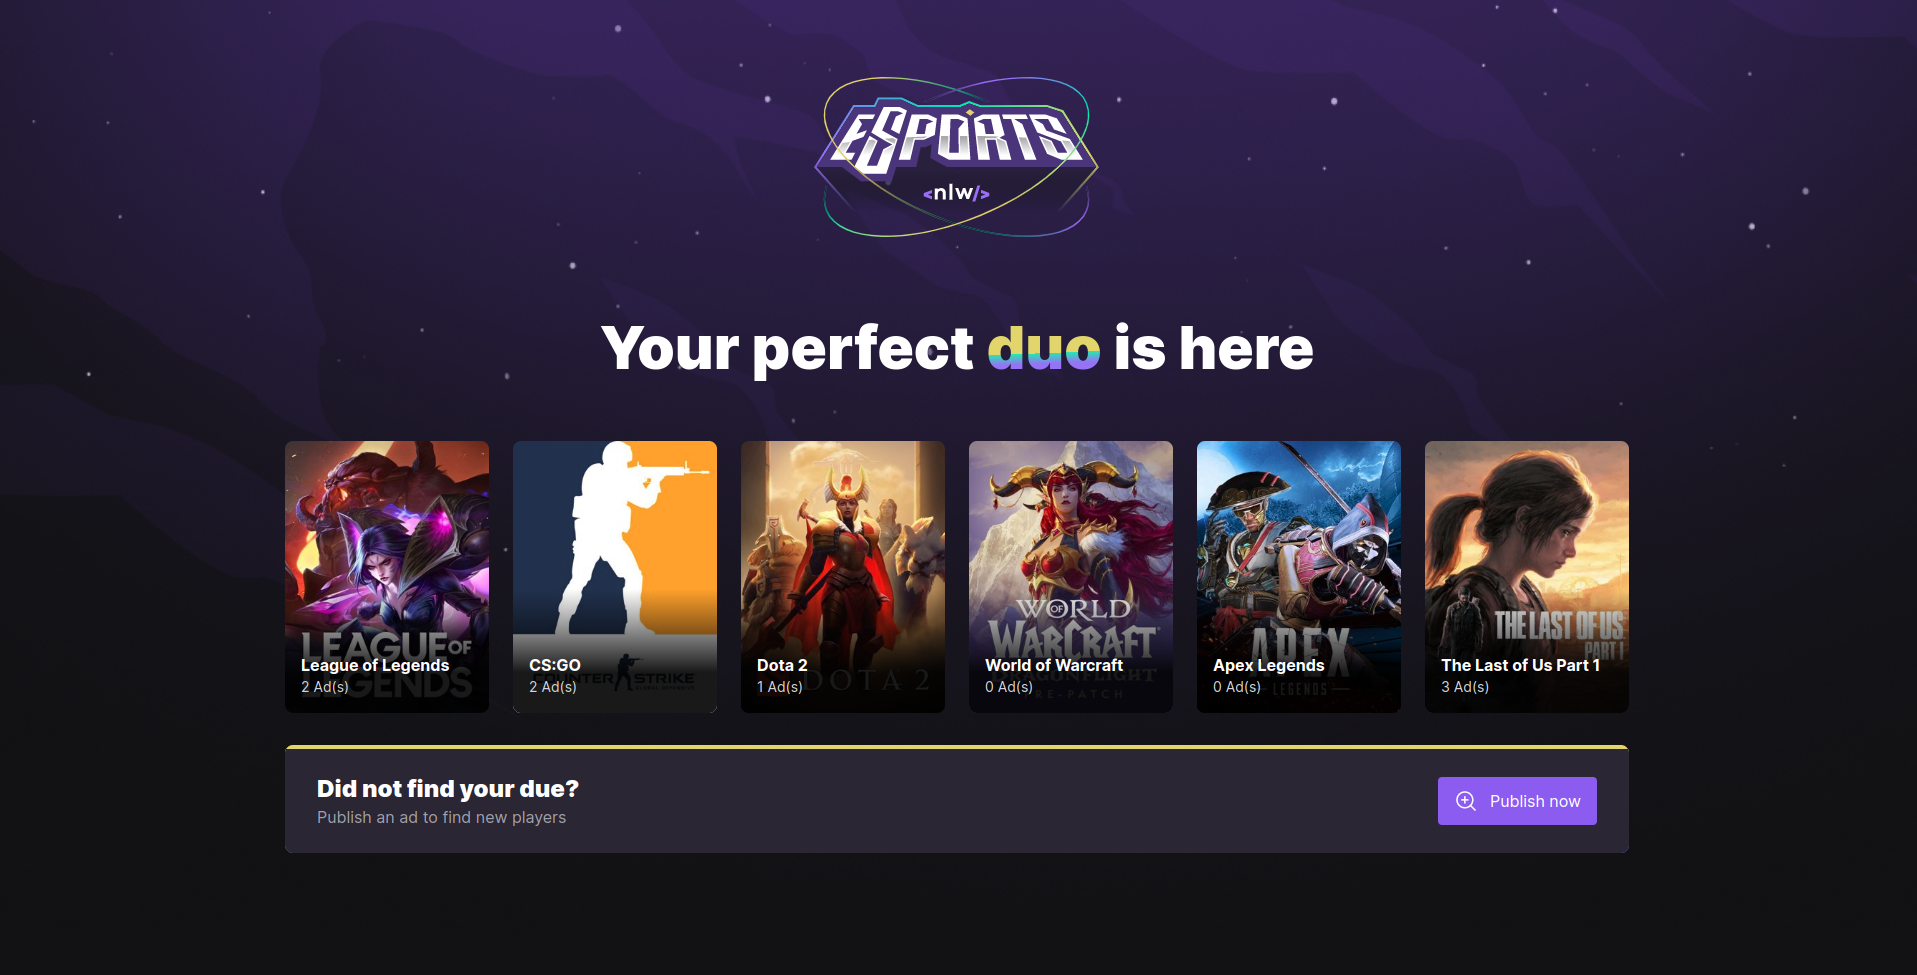 eSPORTS
<nlw/>
Your perfect duo is here
LEAGUE OF
LEGENDS
League of Legends
2 Ad(s)
COUNTER STRIKE
CS:GO
2 Ad(s)
DOTA 2
Dota 2
1 Ad(s)
WORLD
OF
WARCRAFT
DRAGONFLIGHT
PRE-PATCH
World of Warcraft
0 Ad(s)
APEX
LEGENDS
Apex Legends
0 Ad(s)
THE LAST OF US
PART I
The Last of Us Part 1
3 Ad(s)
Did not find your due?
Publish an ad to find new players
Publish now